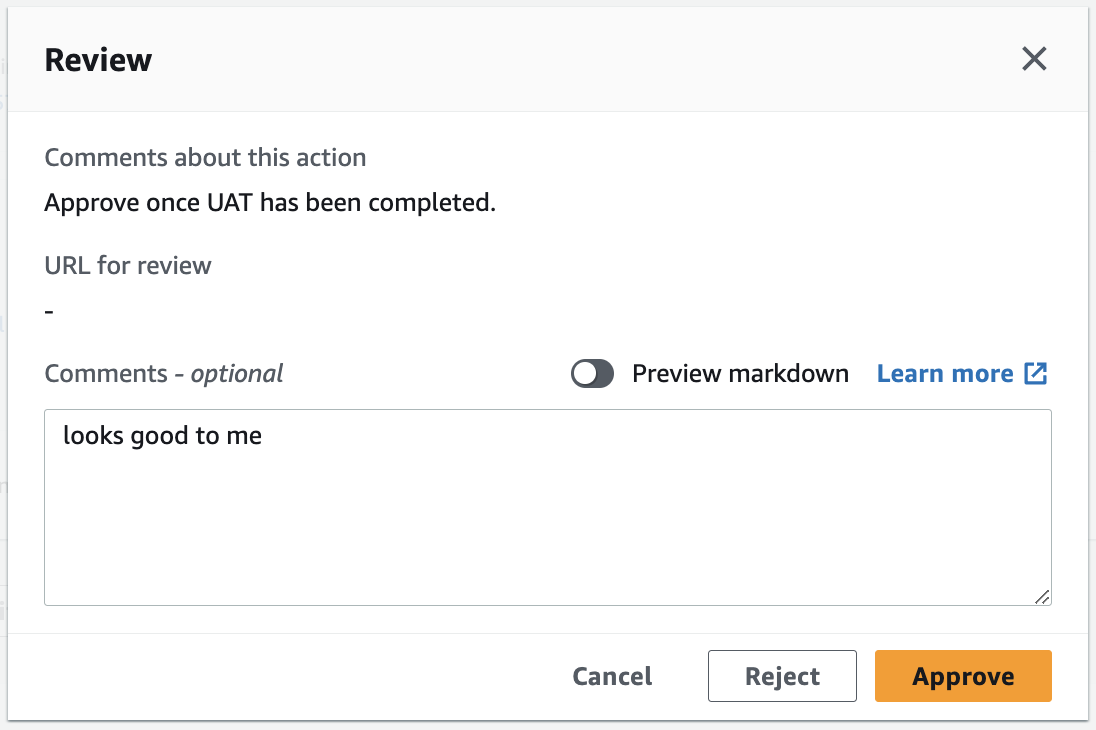 Review
Comments about this action
Approve once UAT has been completed.
URL for review
-
Comments - optional
Preview markdown
Learn more
looks good to me
Cancel
Reject
Approve